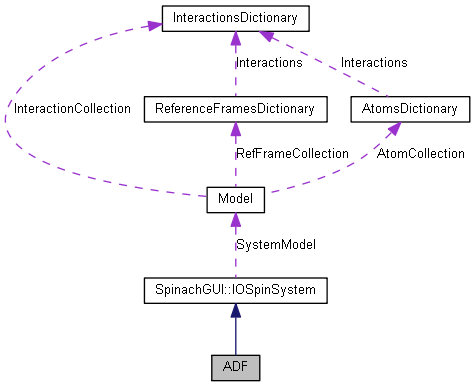 InteractionsDictionary
Interactions
Interactions
InteractionCollection
ReferenceFramesDictionary
AtomsDictionary
RefFrameCollection
AtomCollection
Model
SystemModel
SpinachGUI::IOSpinSystem
ADF